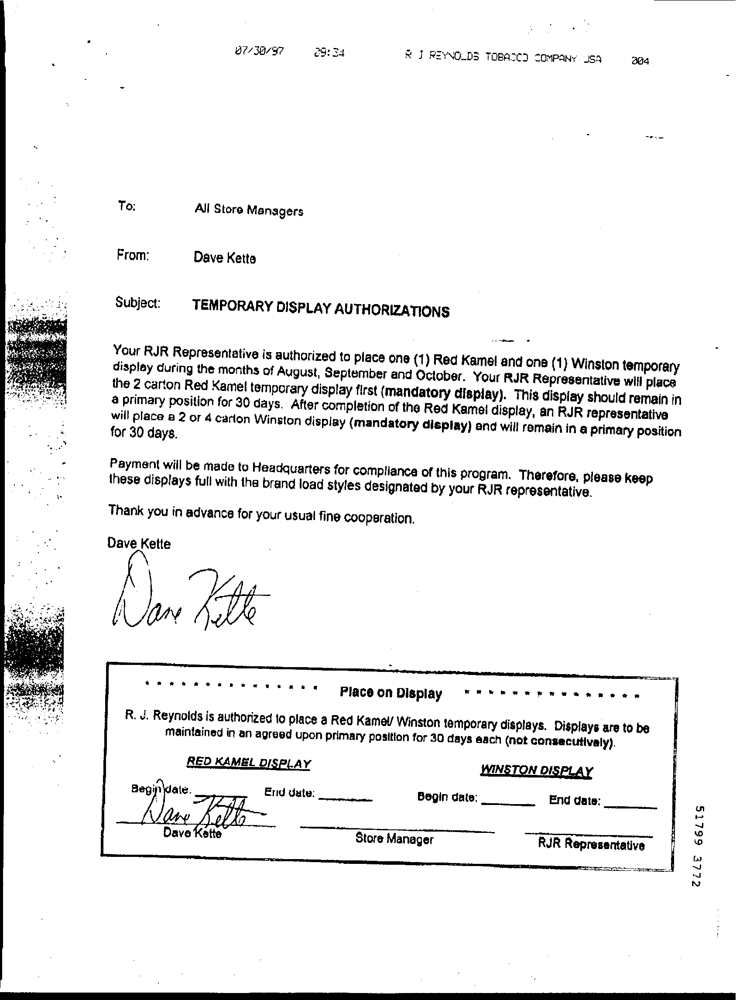 07/30/97 09:34 R J REYNOLDS TOBACCO COMPANY USA 004
To: All Store Managers
From: Dave Kette
Subject: TEMPORARY DISPLAY AUTHORIZATIONS
Your RJR Representative is authorized to place one (1) Red Kamel and one (1) Winston temporary
display during the months of August, September and October. Your RJR Representative will place
the 2 carton Red Kamel temporary display first (mandatory display). This display should remain in
a primary position for 30 days. After completion of the Red Kamel display, an RJR representative
will place a 2 or 4 carton Winston display (mandatory display) and will remain in a primary position
for 30 days.
Payment will be made to Headquarters for compliance of this program. Therefore, please keep
these displays full with the brand load styles designated by your RJR representative.
Thank you in advance for your usual fine cooperation.
Dave Kette
Dave Kette
* * * * * * * * * * * * * * * Place on Display * * * * * * * * * * * * * * *
R. J. Reynolds is authorized to place a Red Kamel/ Winston temporary displays. Displays are to be
maintained in an agreed upon primary position for 30 days each (not consecutively).
RED KAMEL DISPLAY WINSTON DISPLAY
Begin date: ________ End date: ________ Begin date: ________ End date: ________
Dave Kette
Dave Kette Store Manager RJR Representative
51799 3772